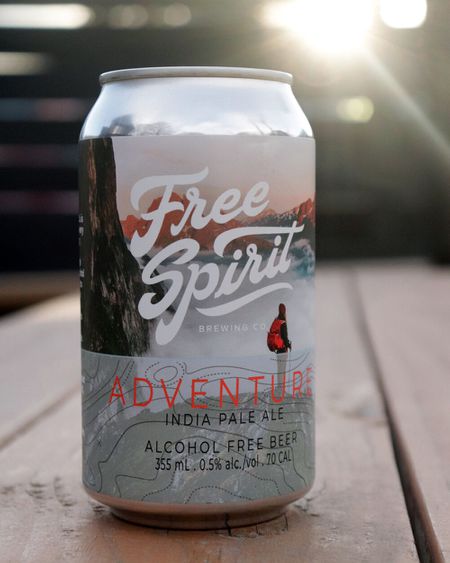 Free
Spirit
BREWING CO
ADVENTURE
INDIA PALE ALE
ALCOHOL FREE BEER
355 mL . 0.5% alc./vol . 70 CAL